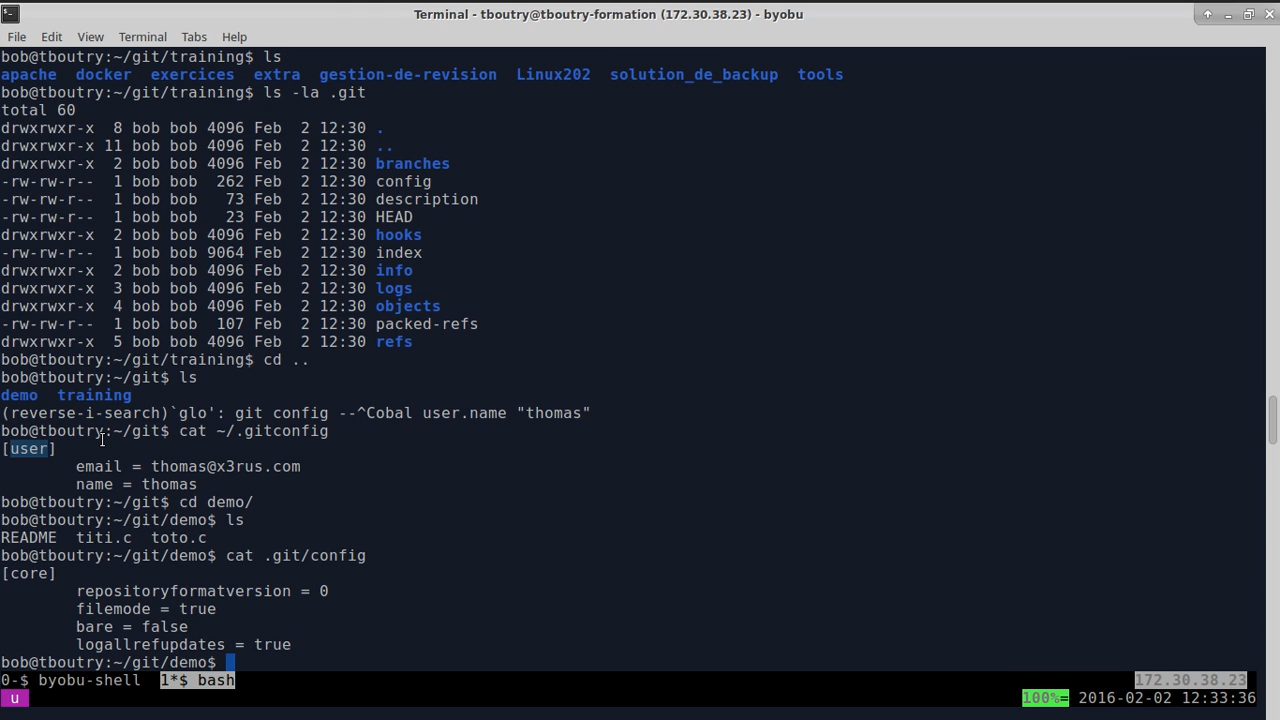 Terminal - tboutry@tboutry-formation (172.30.38.23) - byobu
File Edit View Terminal Tabs Help
bob@tboutry:~/git/training$ ls
apache docker exercices extra gestion-de-revision Linux202 solution_de_backup tools
bob@tboutry:~/git/training$ ls -la .git
total 60
drwxrwxr-x 8 bob bob 4096 Feb 2 12:30 .
drwxrwxr-x 11 bob bob 4096 Feb 2 12:30 ..
drwxrwxr-x 2 bob bob 4096 Feb 2 12:30 branches
-rw-rw-r-- 1 bob bob 262 Feb 2 12:30 config
-rw-rw-r-- 1 bob bob 73 Feb 2 12:30 description
-rw-rw-r-- 1 bob bob 23 Feb 2 12:30 HEAD
drwxrwxr-x 2 bob bob 4096 Feb 2 12:30 hooks
-rw-rw-r-- 1 bob bob 9064 Feb 2 12:30 index
drwxrwxr-x 2 bob bob 4096 Feb 2 12:30 info
drwxrwxr-x 3 bob bob 4096 Feb 2 12:30 logs
drwxrwxr-x 4 bob bob 4096 Feb 2 12:30 objects
-rw-rw-r-- 1 bob bob 107 Feb 2 12:30 packed-refs
drwxrwxr-x 5 bob bob 4096 Feb 2 12:30 refs
bob@tboutry:~/git/training$ cd ..
bob@tboutry:~/git$ ls
demo training
(reverse-i-search)`glo': git config --^Cobal user.name "thomas"
bob@tboutry:~/git$ cat ~/.gitconfig
[user]
email = thomas@x3rus.com
name = thomas
bob@tboutry:~/git$ cd demo/
bob@tboutry:~/git/demo$ ls
README titi.c toto.c
bob@tboutry:~/git/demo$ cat .git/config
[core]
repositoryformatversion = 0
filemode = true
bare = false
logallrefupdates = true
bob@tboutry:~/git/demo$
0-$ byobu-shell 1*$ bash 172.30.38.23
u 100%= 2016-02-02 12:33:36